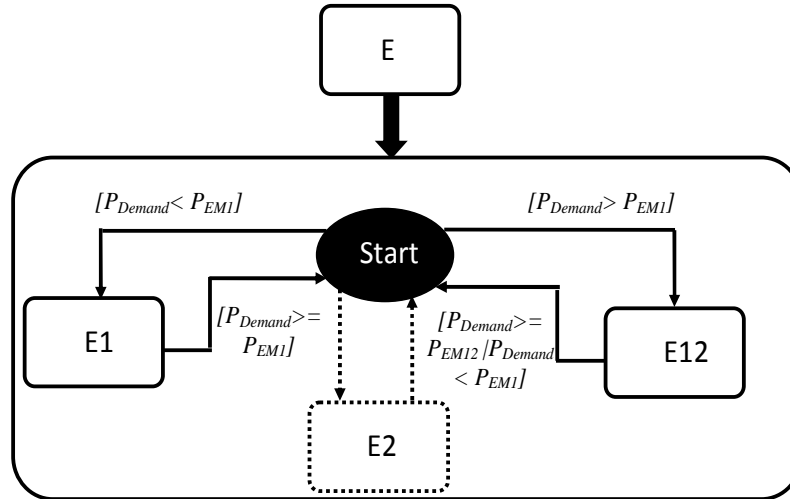 E
[P_Demand< P_EM1]
[P_Demand> P_EM1]
Start
E1
[P_Demand>=
P_EM1]
[P_Demand>=
P_EM12/P_Demand
< P_EM1]
E12
E2